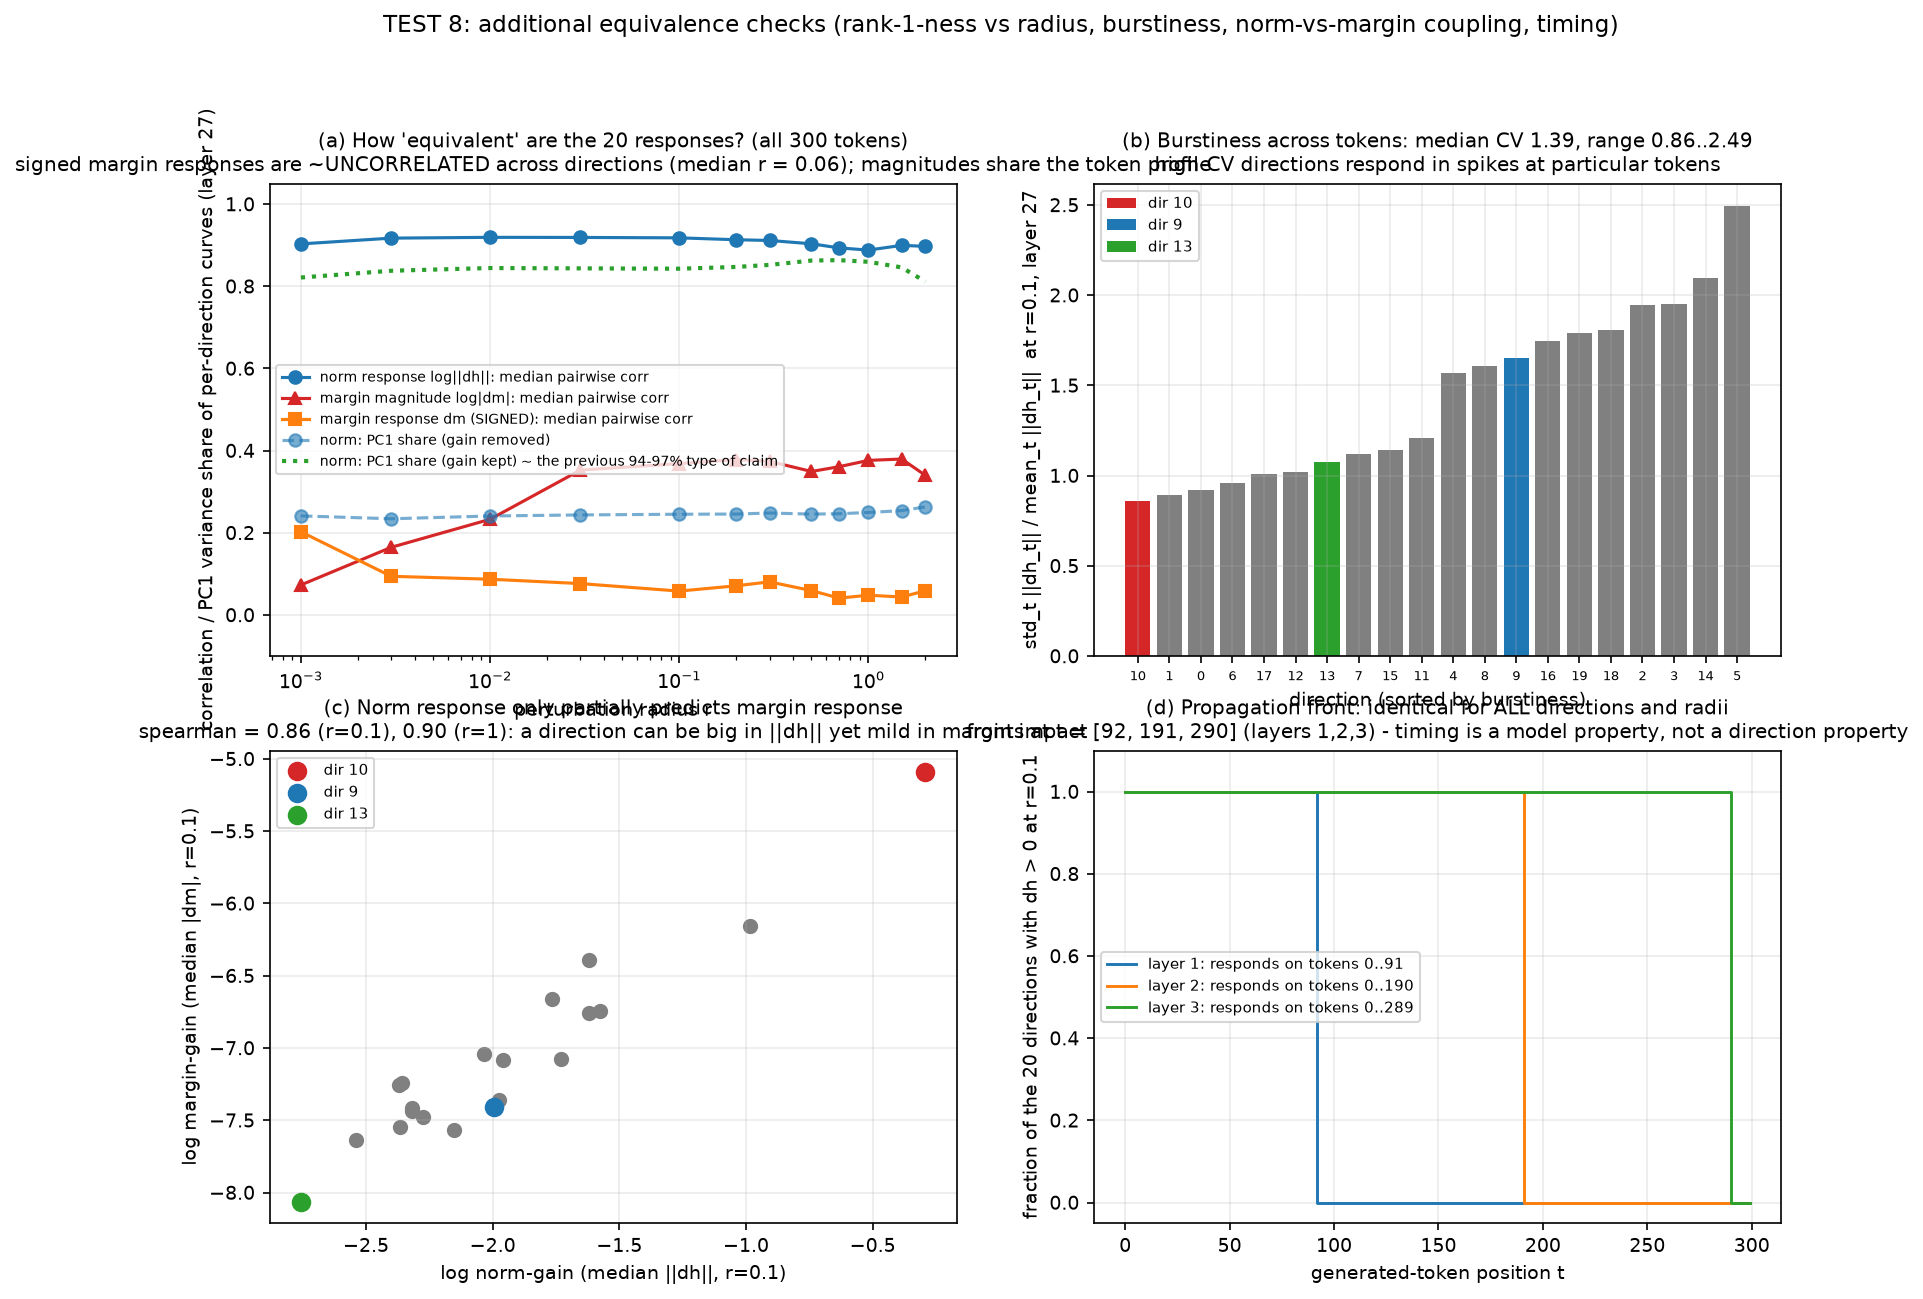 TEST 8: additional equivalence checks (rank-1-ness vs radius, burstiness, norm-vs-margin coupling, timing)
(a) How 'equivalent' are the 20 responses? (all 300 tokens)
signed margin responses are ~UNCORRELATED across directions (median r = 0.06); magnitudes share the token profile
correlation / PC1 variance share of per-direction curves (layer 27)
1.0
0.8
0.6
0.4
0.2
0.0
norm response log||dh||: median pairwise corr
margin magnitude log|dm|: median pairwise corr
margin response dm (SIGNED): median pairwise corr
norm: PC1 share (gain removed)
norm: PC1 share (gain kept) ~ the previous 94-97% type of claim
10⁻³ 10⁻² 10⁻¹ 10⁰
perturbation radius r
(b) Burstiness across tokens: median CV 1.39, range 0.86..2.49
high-CV directions respond in spikes at particular tokens
std_t ||dh_t|| / mean_t ||dh_t|| at r=0.1, layer 27
2.5
2.0
1.5
1.0
0.5
0.0
dir 10
dir 9
dir 13
10 1 0 6 17 12 13 7 15 11 4 8 9 16 19 18 2 3 14 5
direction (sorted by burstiness)
(c) Norm response only partially predicts margin response
spearman = 0.86 (r=0.1), 0.90 (r=1): a direction can be big in ||dh|| yet mild in margin impact
log margin-gain (median |dm|, r=0.1)
−5.0
−5.5
−6.0
−6.5
−7.0
−7.5
−8.0
dir 10
dir 9
dir 13
−2.5 −2.0 −1.5 −1.0 −0.5
log norm-gain (median ||dh||, r=0.1)
(d) Propagation front: identical for ALL directions and radii
fronts at t = [92, 191, 290] (layers 1,2,3) - timing is a model property, not a direction property
fraction of the 20 directions with dh > 0 at r=0.1
1.0
0.8
0.6
0.4
0.2
0.0
layer 1: responds on tokens 0..91
layer 2: responds on tokens 0..190
layer 3: responds on tokens 0..289
0 50 100 150 200 250 300
generated-token position t